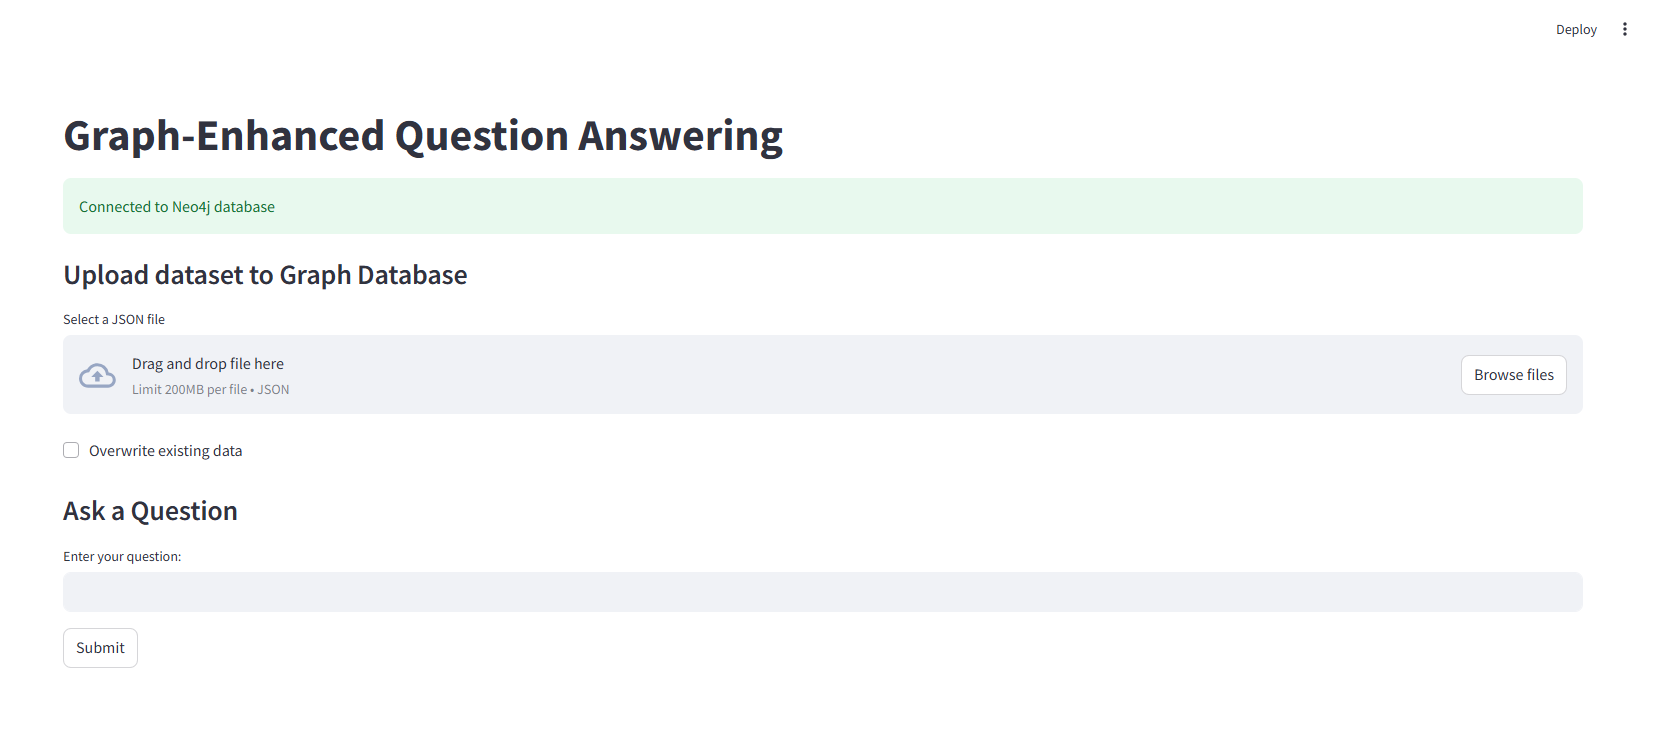 Deploy
Graph-Enhanced Question Answering
Connected to Neo4j database
Upload dataset to Graph Database
Select a JSON file
Drag and drop file here
Limit 200MB per file • JSON
Browse files
Overwrite existing data
Ask a Question
Enter your question:
Submit